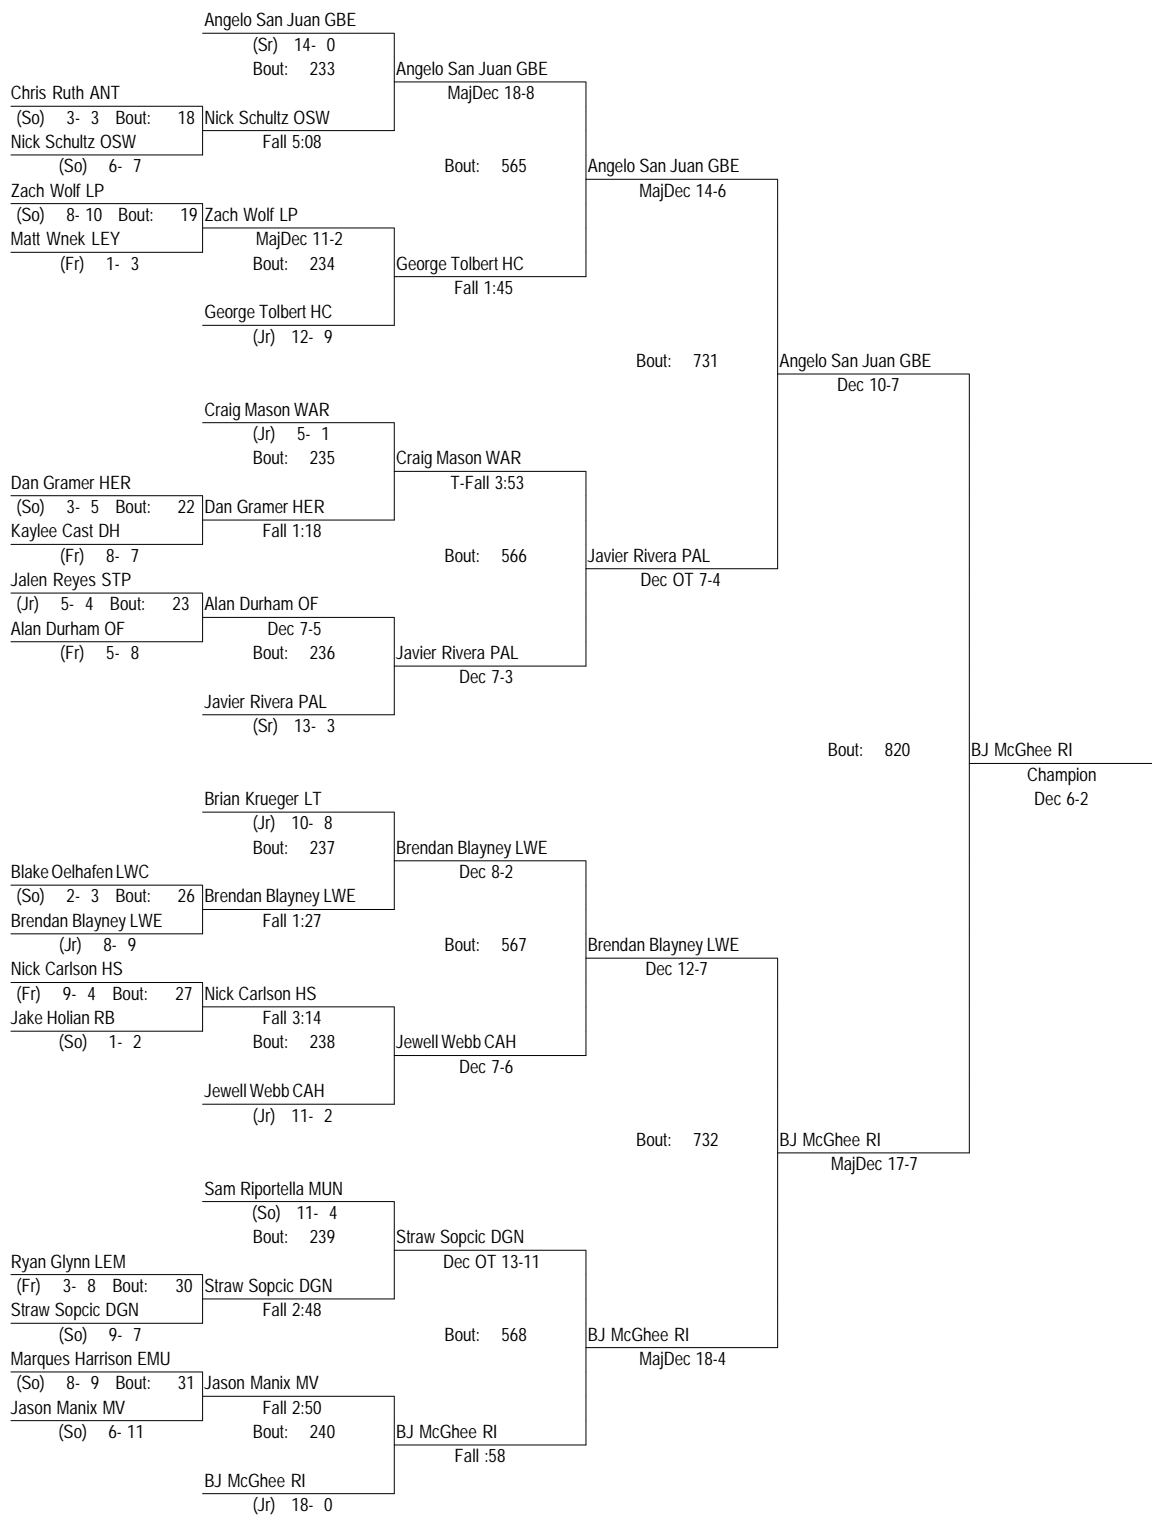 Angelo San Juan GBE
(Sr) 14- 0
Bout: 233 Angelo San Juan GBE
Chris Ruth ANT MajDec 18-8
(So) 3- 3 Bout: 18 Nick Schultz OSW
Nick Schultz OSW Fall 5:08
(So) 6- 7 Bout: 565 Angelo San Juan GBE
Zach Wolf LP MajDec 14-6
(So) 8- 10 Bout: 19 Zach Wolf LP
Matt Wnek LEY MajDec 11-2
(Fr) 1- 3 Bout: 234 George Tolbert HC
Fall 1:45
George Tolbert HC
(Jr) 12- 9
Bout: 731 Angelo San Juan GBE
Dec 10-7
Craig Mason WAR
(Jr) 5- 1
Bout: 235 Craig Mason WAR
Dan Gramer HER T-Fall 3:53
(So) 3- 5 Bout: 22 Dan Gramer HER
Kaylee Cast DH Fall 1:18
(Fr) 8- 7 Bout: 566 Javier Rivera PAL
Jalen Reyes STP Dec OT 7-4
(Jr) 5- 4 Bout: 23 Alan Durham OF
Alan Durham OF Dec 7-5
(Fr) 5- 8 Bout: 236 Javier Rivera PAL
Dec 7-3
Javier Rivera PAL
(Sr) 13- 3
Bout: 820 BJ McGhee RI
Champion
Brian Krueger LT Dec 6-2
(Jr) 10- 8
Bout: 237 Brendan Blayney LWE
Blake Oelhafen LWC Dec 8-2
(So) 2- 3 Bout: 26 Brendan Blayney LWE
Brendan Blayney LWE Fall 1:27
(Jr) 8- 9 Bout: 567 Brendan Blayney LWE
Nick Carlson HS Dec 12-7
(Fr) 9- 4 Bout: 27 Nick Carlson HS
Jake Holian RB Fall 3:14
(So) 1- 2 Bout: 238 Jewell Webb CAH
Dec 7-6
Jewell Webb CAH
(Jr) 11- 2
Bout: 732 BJ McGhee RI
MajDec 17-7
Sam Riportella MUN
(So) 11- 4
Bout: 239 Straw Sopcic DGN
Ryan Glynn LEM Dec OT 13-11
(Fr) 3- 8 Bout: 30 Straw Sopcic DGN
Straw Sopcic DGN Fall 2:48
(So) 9- 7 Bout: 568 BJ McGhee RI
Marques Harrison EMU MajDec 18-4
(So) 8- 9 Bout: 31 Jason Manix MV
Jason Manix MV Fall 2:50
(So) 6- 11 Bout: 240 BJ McGhee RI
Fall :58
BJ McGhee RI
(Jr) 18- 0